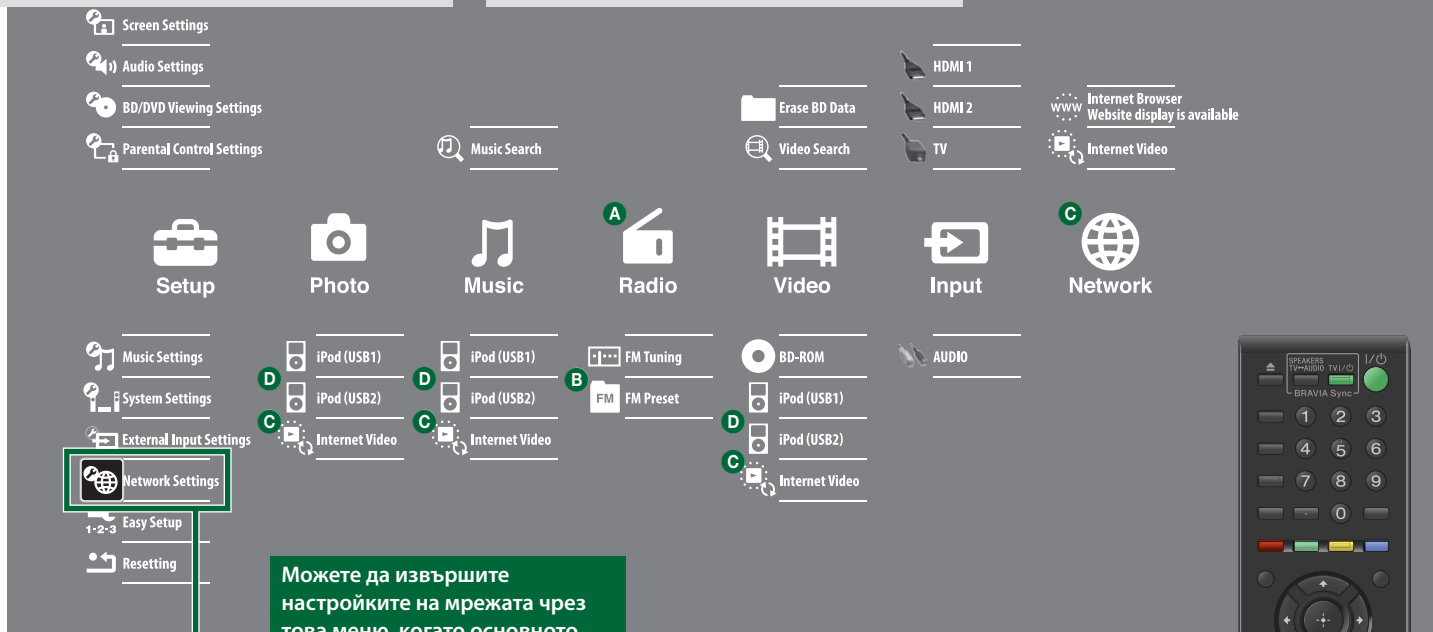 Screen Settings
Audio Settings
BD/DVD Viewing Settings
Parental Control Settings
Music Search
Erase BD Data
Video Search
HDMI 1
HDMI 2
TV
www Internet Browser
Website display is available
Internet Video
A
C
Setup
Photo
Music
Radio
Video
Input
Network
Music Settings
System Settings
External Input Settings
Network Settings
1-2-3 Easy Setup
Resetting
iPod (USB1)
D
iPod (USB2)
C
Internet Video
iPod (USB1)
D
iPod (USB2)
C
Internet Video
FM Tuning
B
FM FM Preset
BD-ROM
iPod (USB1)
D
iPod (USB2)
C
Internet Video
AUDIO
Можете да извършите
настройките на мрежата чрез
това меню, когато основното
SPEAKERS
TV↔AUDIO TV I/⏻
I/⏻
BRAVIA Sync
1 2 3
4 5 6
7 8 9
. 0